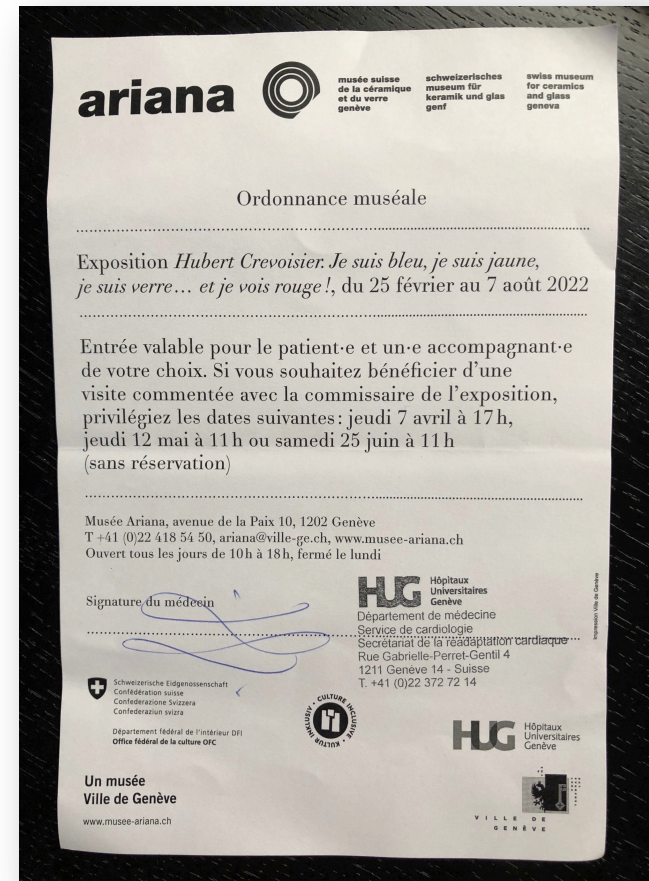 ariana
musée suisse
de la céramique
et du verre
genève
schweizerisches
museum für
keramik und glas
genf
swiss museum
for ceramics
and glass
geneva
Ordonnance muséale
Exposition Hubert Crevoisier. Je suis bleu, je suis jaune,
je suis verre… et je vois rouge !, du 25 février au 7 août 2022
Entrée valable pour le patient·e et un·e accompagnant·e
de votre choix. Si vous souhaitez bénéficier d'une
visite commentée avec la commissaire de l'exposition,
privilégiez les dates suivantes : jeudi 7 avril à 17 h,
jeudi 12 mai à 11 h ou samedi 25 juin à 11 h
(sans réservation)
Musée Ariana, avenue de la Paix 10, 1202 Genève
T +41 (0)22 418 54 50, ariana@ville-ge.ch, www.musee-ariana.ch
Ouvert tous les jours de 10 h à 18 h, fermé le lundi
Signature du médecin
HUG
Hôpitaux
Universitaires
Genève
Département de médecine
Service de cardiologie
Secrétariat de la réadaptation cardiaque
Rue Gabrielle-Perret-Gentil 4
1211 Genève 14 - Suisse
T. +41 (0)22 372 72 14
Impression Ville de Genève
Schweizerische Eidgenossenschaft
Confédération suisse
Confederazione Svizzera
Confederaziun svizra
Département fédéral de l'intérieur DFI
Office fédéral de la culture OFC
CULTURE INCLUSIVE • KULTUR INKLUSIV •
HUG
Hôpitaux
Universitaires
Genève
Un musée
Ville de Genève
www.musee-ariana.ch
VILLE DE
GENÈVE